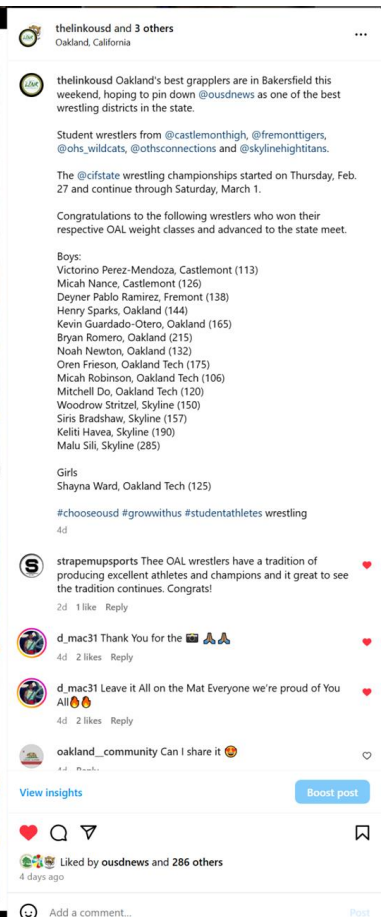 thelinkousd and 3 others
Oakland, California
thelinkousd Oakland's best grapplers are in Bakersfield this
weekend, hoping to pin down @ousdnews as one of the best
wrestling districts in the state.
Student wrestlers from @castlemonthigh, @fremonttigers,
@ohs_wildcats, @othsconnections and @skylinehightitans.
The @cifstate wrestling championships started on Thursday, Feb.
27 and continue through Saturday, March 1.
Congratulations to the following wrestlers who won their
respective OAL weight classes and advanced to the state meet.
Boys:
Victorino Perez-Mendoza, Castlemont (113)
Micah Nance, Castlemont (126)
Deyner Pablo Ramirez, Fremont (138)
Henry Sparks, Oakland (144)
Kevin Guardado-Otero, Oakland (165)
Bryan Romero, Oakland (215)
Noah Newton, Oakland (132)
Oren Frieson, Oakland Tech (175)
Micah Robinson, Oakland Tech (106)
Mitchell Do, Oakland Tech (120)
Woodrow Stritzel, Skyline (150)
Siris Bradshaw, Skyline (157)
Keliti Havea, Skyline (190)
Malu Sili, Skyline (285)
Girls
Shayna Ward, Oakland Tech (125)
#chooseousd #growwithus #studentathletes wrestling
4d
strapemupsports Thee OAL wrestlers have a tradition of
producing excellent athletes and champions and it great to see
the tradition continues. Congrats!
2d 1 like Reply
d_mac31 Thank You for the 📸 🙏🏾 🙏🏾
4d 2 likes Reply
d_mac31 Leave it All on the Mat Everyone we're proud of You
All🔥🔥
4d 2 likes Reply
oakland__community Can I share it 😍
4d Reply
View insights
Boost post
Liked by ousdnews and 286 others
4 days ago
Add a comment...
Post